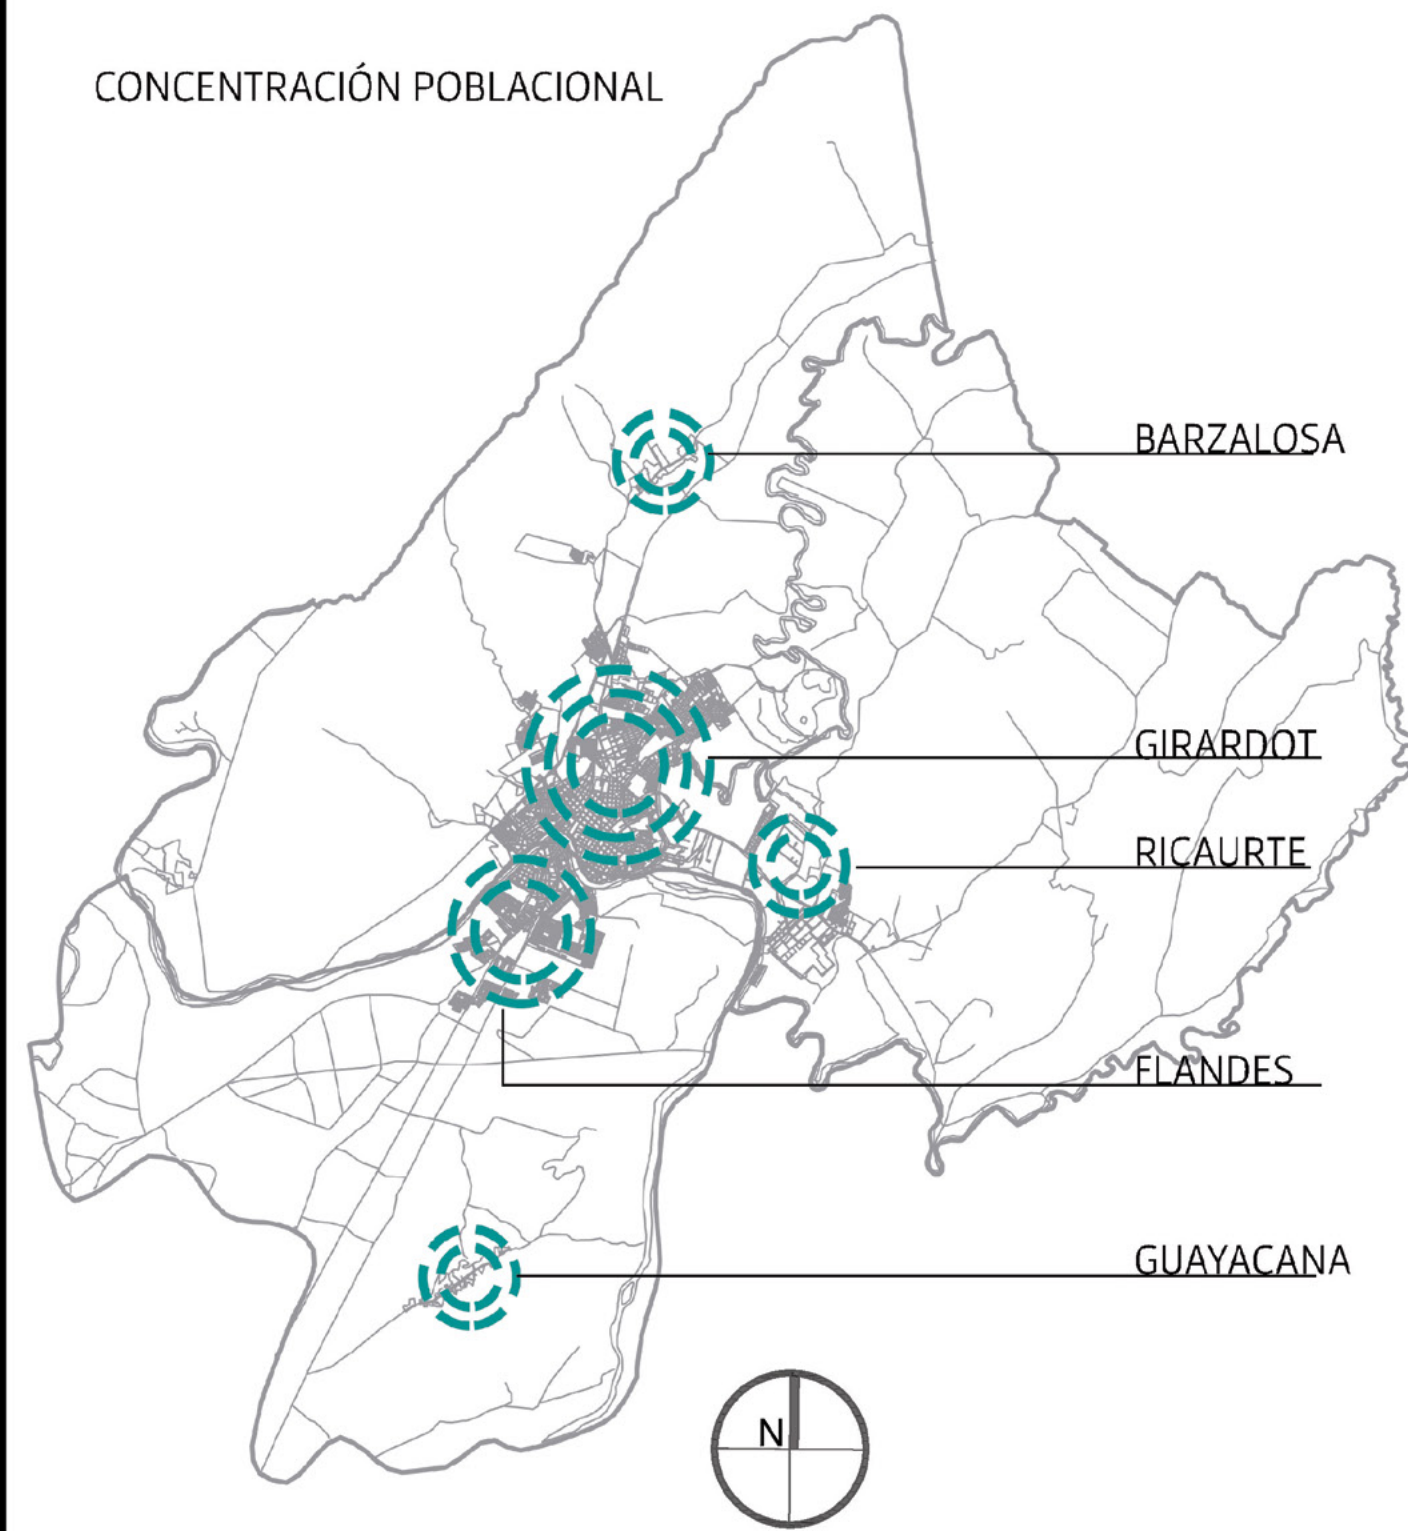 CONCENTRACIÓN POBLACIONAL
BARZALOSA
GIRARDOT
RICAURTE
FLANDES
GUAYACANA
N